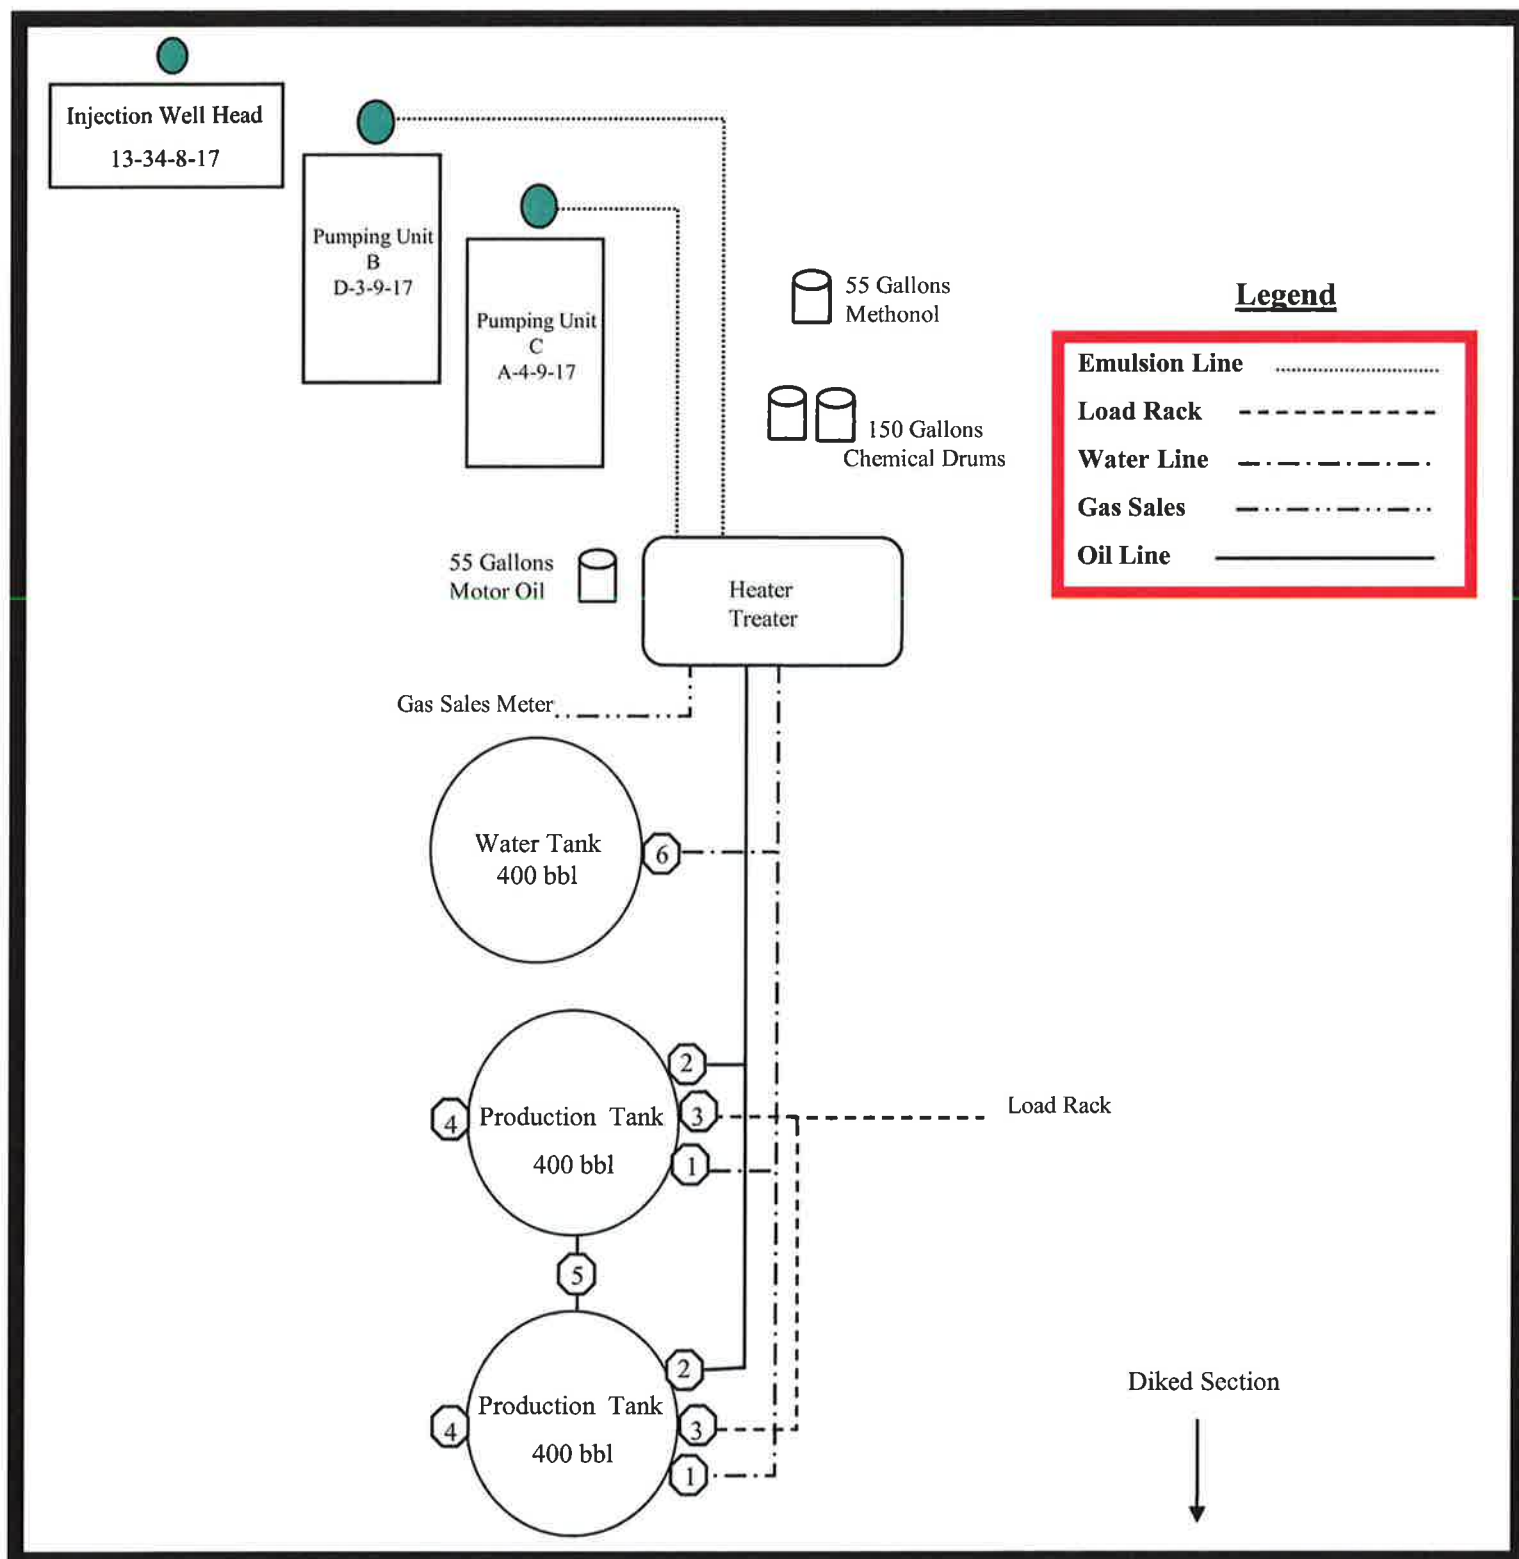 Injection Well Head
13-34-8-17
Pumping Unit
B
D-3-9-17
Pumping Unit
C
A-4-9-17
55 Gallons
Methonol
150 Gallons
Chemical Drums
Legend
Emulsion Line
Load Rack
Water Line
Gas Sales
Oil Line
55 Gallons
Motor Oil
Heater
Treater
Gas Sales Meter
Water Tank
400 bbl
6
2
4
Production Tank
3
400 bbl
1
Load Rack
5
2
4
Production Tank
3
400 bbl
1
Diked Section